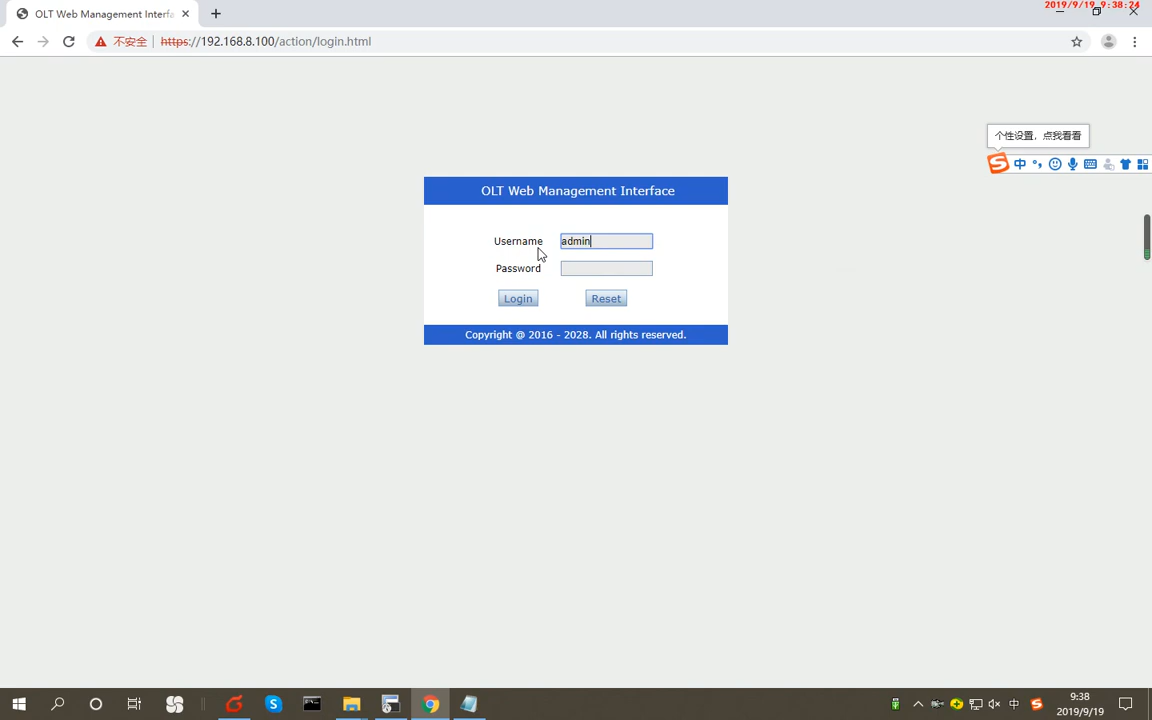 OLT Web Management Interfa
2019/9/19 9:38:24
不安全
https://192.168.8.100/action/login.html
个性设置，点我看看
中
OLT Web Management Interface
Username
admin
Password
Login
Reset
Copyright @ 2016 - 2028. All rights reserved.
中
9:38
2019/9/19